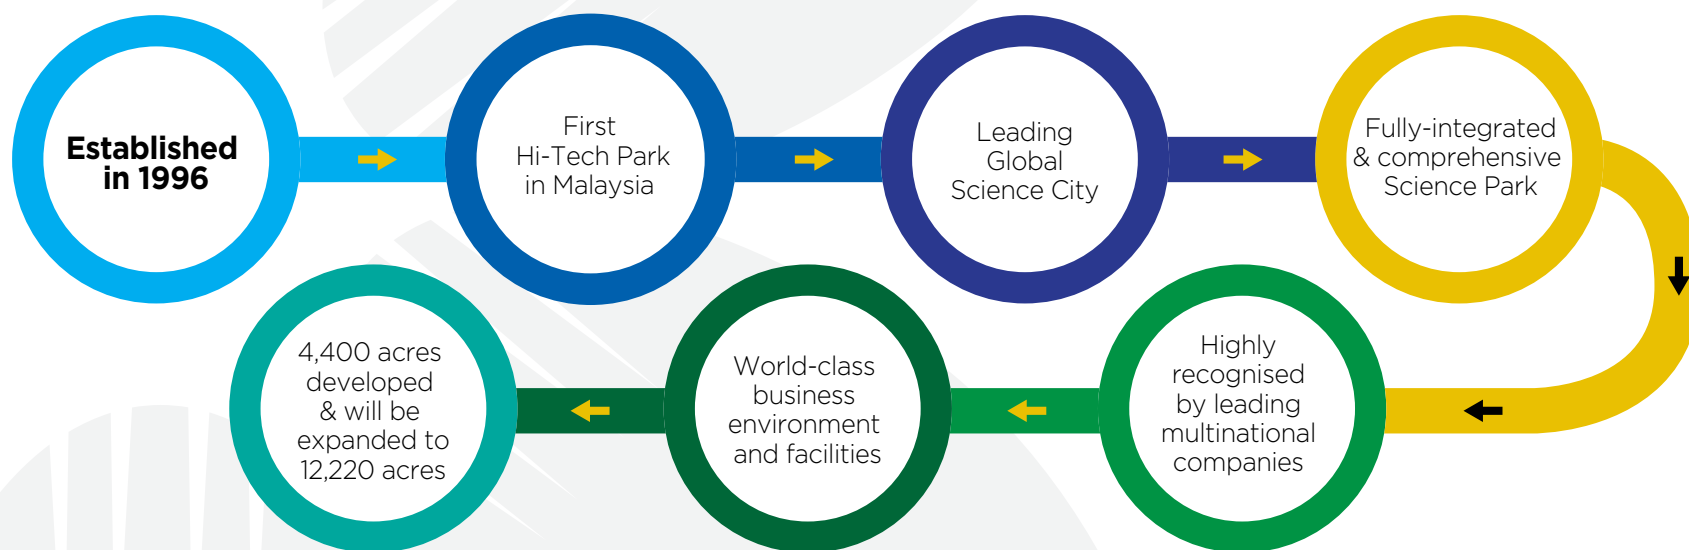 Established
in 1996
First
Hi-Tech Park
in Malaysia
Leading
Global
Science City
Fully-integrated
& comprehensive
Science Park
Highly
recognised
by leading
multinational
companies
World-class
business
environment
and facilities
4,400 acres
developed
& will be
expanded to
12,220 acres